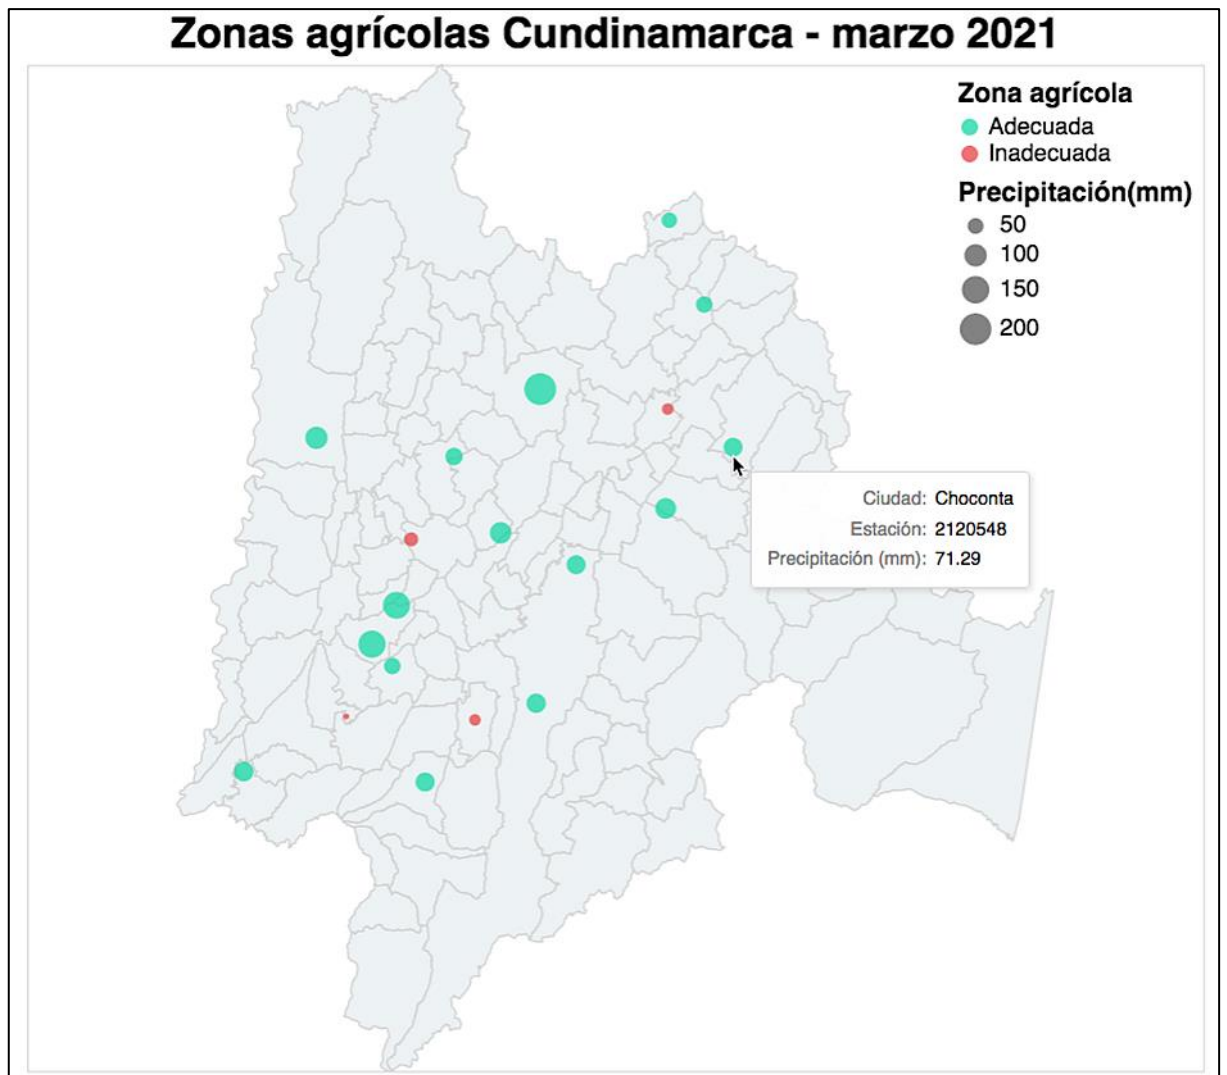 Zonas agrícolas Cundinamarca - marzo 2021
Zona agrícola
Adecuada
Inadecuada
Precipitación(mm)
50
100
150
200
Ciudad: Choconta
Estación: 2120548
Precipitación (mm): 71.29